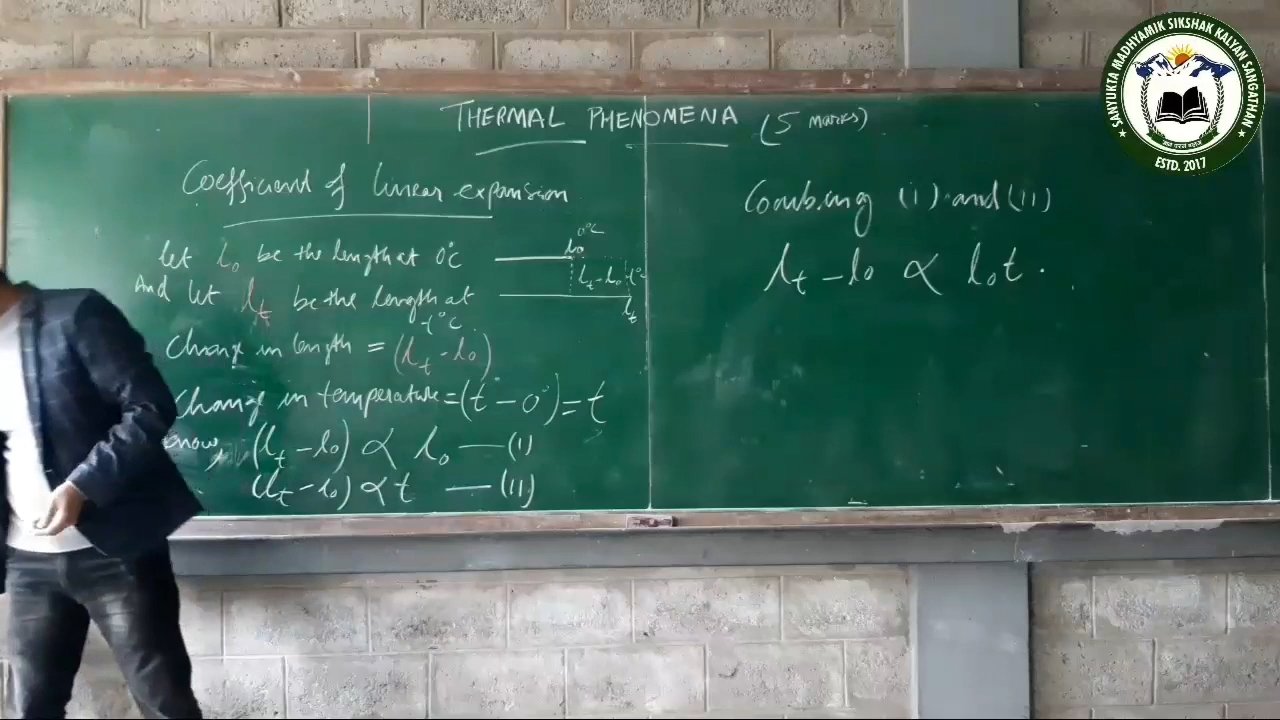 THERMAL PHENOMENA (5 marks)
Coefficient of linear expansion
Let l₀ be the length at 0°C
And let lₜ be the length at
t°C
Change in length = (lₜ - l₀)
Change in temperature = (t° - 0°) = t
know, (lₜ - l₀) ∝ l₀ — (i)
(lₜ - l₀) ∝ t — (ii)
0°C
l₀
lₜ - l₀ t°C
lₜ
Combing (i) and (ii)
lₜ - l₀ ∝ l₀t .
SANYUKTA MADHYAMIK SIKSHAK KALYAN SANGATHAN
ESTD. 2017